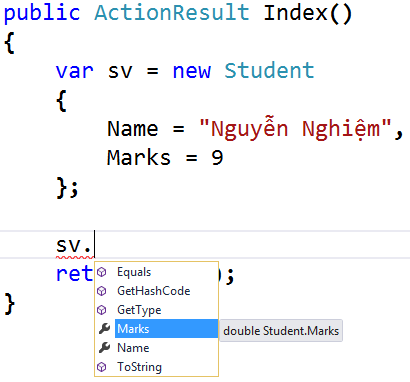 public ActionResult Index()
{
    var sv = new Student
    {
        Name = "Nguyễn Nghiệm",
        Marks = 9
    };

    sv.
    ret );
Equals
GetHashCode
GetType
Marks double Student.Marks
Name
ToString
}